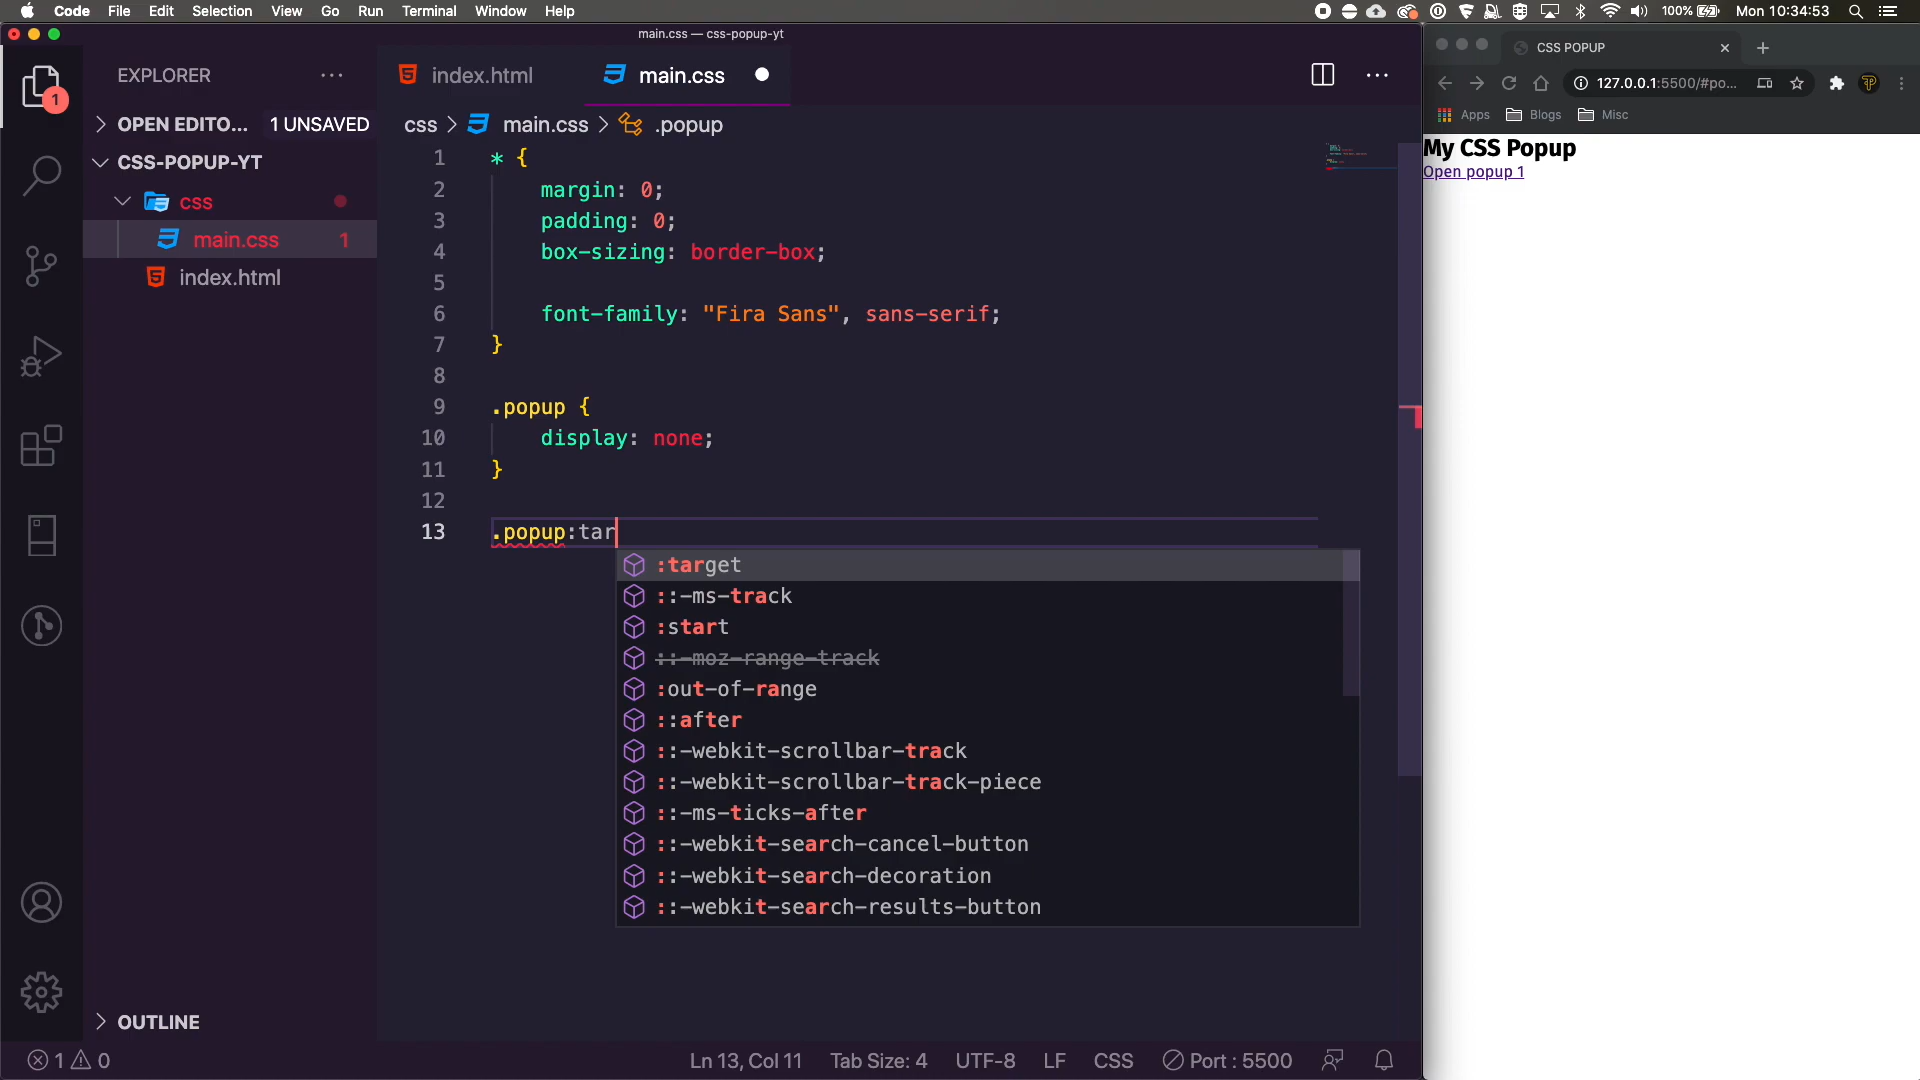 Code File Edit Selection View Go Run Terminal Window Help
100% Mon 10:34:53
main.css — css-popup-yt
EXPLORER
OPEN EDITO... 1 UNSAVED
CSS-POPUP-YT
css
main.css 1
index.html
OUTLINE
1
index.html
main.css
css > main.css > .popup
1 * {
2 margin: 0;
3 padding: 0;
4 box-sizing: border-box;
5
6 font-family: "Fira Sans", sans-serif;
7 }
8
9 .popup {
10 display: none;
11 }
12
13 .popup:tar
:target
::-ms-track
:start
::-moz-range-track
:out-of-range
::after
::-webkit-scrollbar-track
::-webkit-scrollbar-track-piece
::-ms-ticks-after
::-webkit-search-cancel-button
::-webkit-search-decoration
::-webkit-search-results-button
1 0
Ln 13, Col 11 Tab Size: 4 UTF-8 LF CSS Port : 5500
CSS POPUP
127.0.0.1:5500/#po...
Apps Blogs Misc
My CSS Popup
Open popup 1